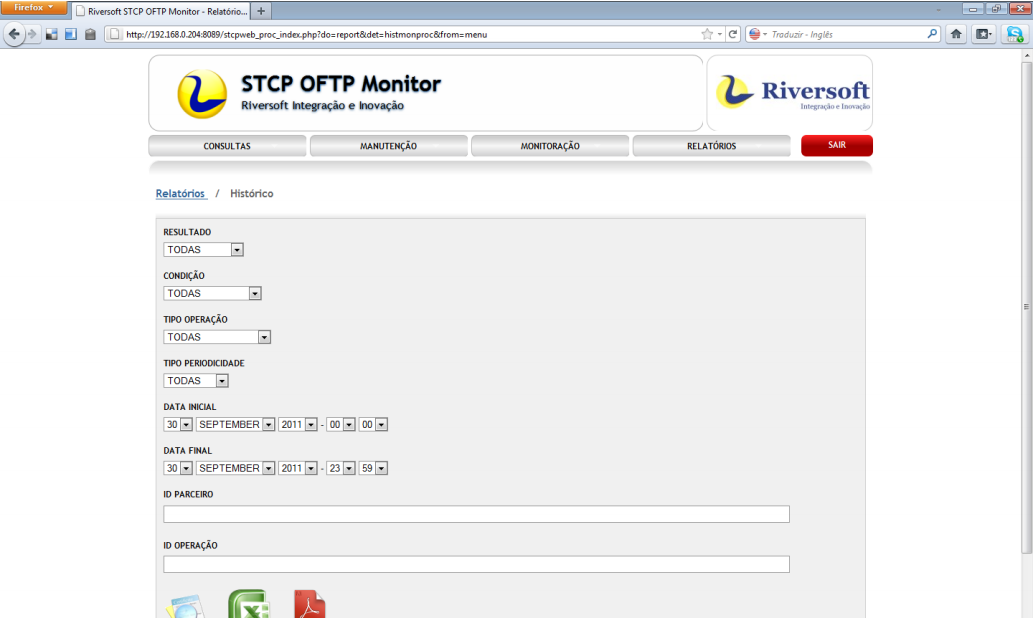 Firefox
Riversoft STCP OFTP Monitor - Relatório...
http://192.168.0.204:8089/stcpweb_proc_index.php?do=report&det=histmonproc&from=menu
Traduzir - Inglês
STCP OFTP Monitor
Riversoft Integração e Inovação
Riversoft
Integração e Inovação
CONSULTAS MANUTENÇÃO MONITORAÇÃO RELATÓRIOS SAIR
Relatórios / Histórico
RESULTADO
TODAS
CONDIÇÃO
TODAS
TIPO OPERAÇÃO
TODAS
TIPO PERIODICIDADE
TODAS
DATA INICIAL
30 SEPTEMBER 2011 - 00 00
DATA FINAL
30 SEPTEMBER 2011 - 23 59
ID PARCEIRO
ID OPERAÇÃO